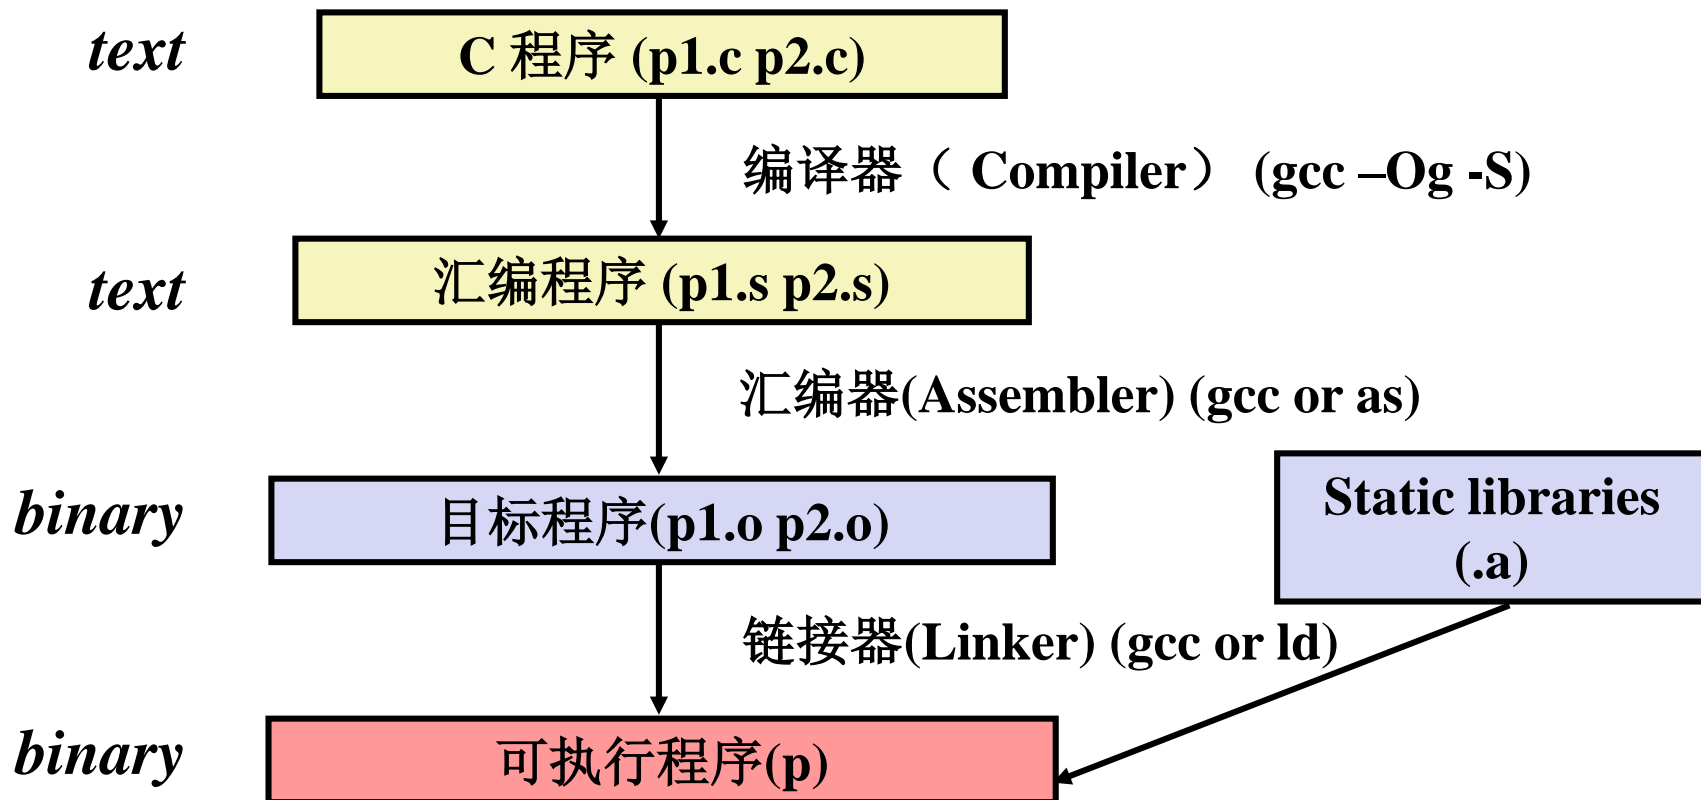 text
C 程序 (p1.c p2.c)
编译器（ Compiler） (gcc –Og -S)
text
汇编程序 (p1.s p2.s)
汇编器(Assembler) (gcc or as)
binary
目标程序(p1.o p2.o)
Static libraries
(.a)
链接器(Linker) (gcc or ld)
binary
可执行程序(p)